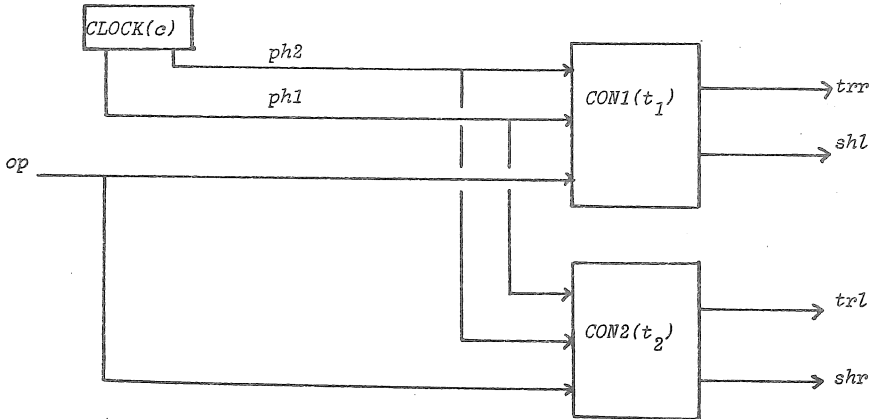 CLOCK(c)
ph2
ph1
op
CON1(t1)
trr
shl
CON2(t2)
trl
shr